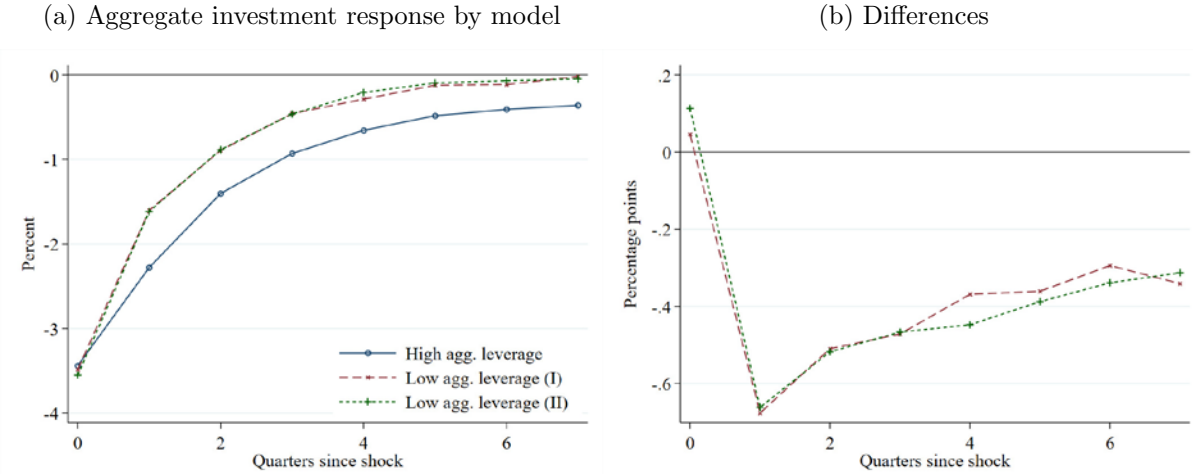 (a) Aggregate investment response by model
0
-1
-2
-3
-4
Percent
High agg. leverage
Low agg. leverage (I)
Low agg. leverage (II)
0 2 4 6
Quarters since shock
(b) Differences
.2
0
-.2
-.4
-.6
Percentage points
0 2 4 6
Quarters since shock